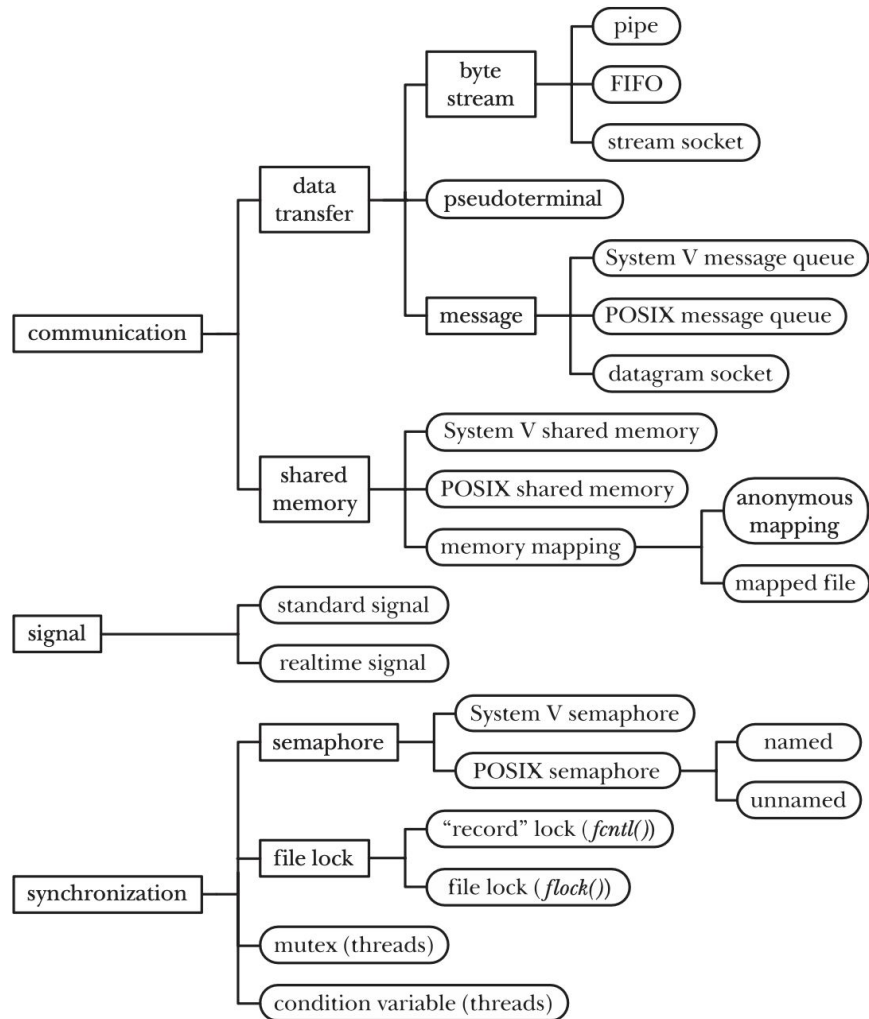 pipe
byte
stream
FIFO
stream socket
data
transfer
pseudoterminal
System V message queue
message
POSIX message queue
communication
datagram socket
System V shared memory
shared
memory
POSIX shared memory
anonymous
mapping
memory mapping
mapped file
standard signal
signal
realtime signal
System V semaphore
semaphore
named
POSIX semaphore
unnamed
“record” lock (fcntl())
file lock
file lock (flock())
synchronization
mutex (threads)
condition variable (threads)